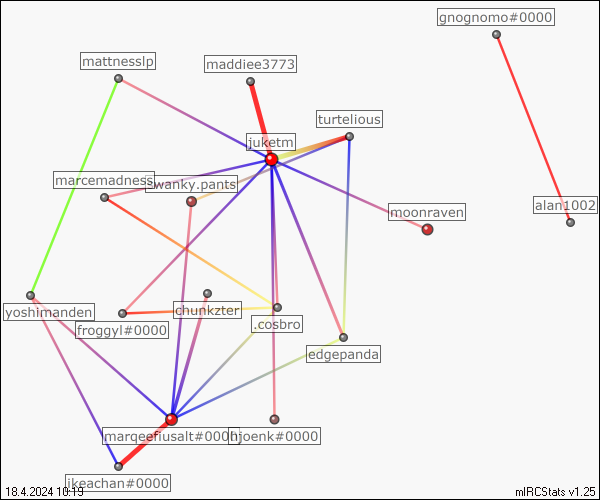 gnognomo#0000
mattnesslp
maddiee3773
turtelious
juketm
marcemadness
swanky.pants
alan1002
moonraven
yoshimanden
chunkzter
froggyl#0000
.cosbro
edgepanda
marqeefiusalt#0000
hjoenk#0000
ikeachan#0000
18.4.2024 10:19
mIRCStats v1.25